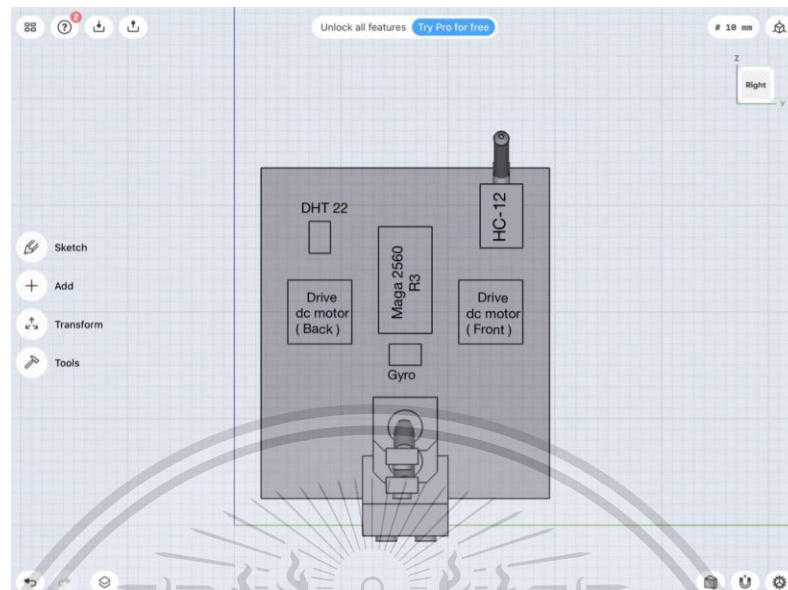 2
Unlock all features Try Pro for free
# 10 mm
Z
Right
y
HC-12
DHT 22
Sketch
Maga 2560
R3
Add
Drive
dc motor
( Back )
Drive
dc motor
( Front )
Transform
Tools
Gyro